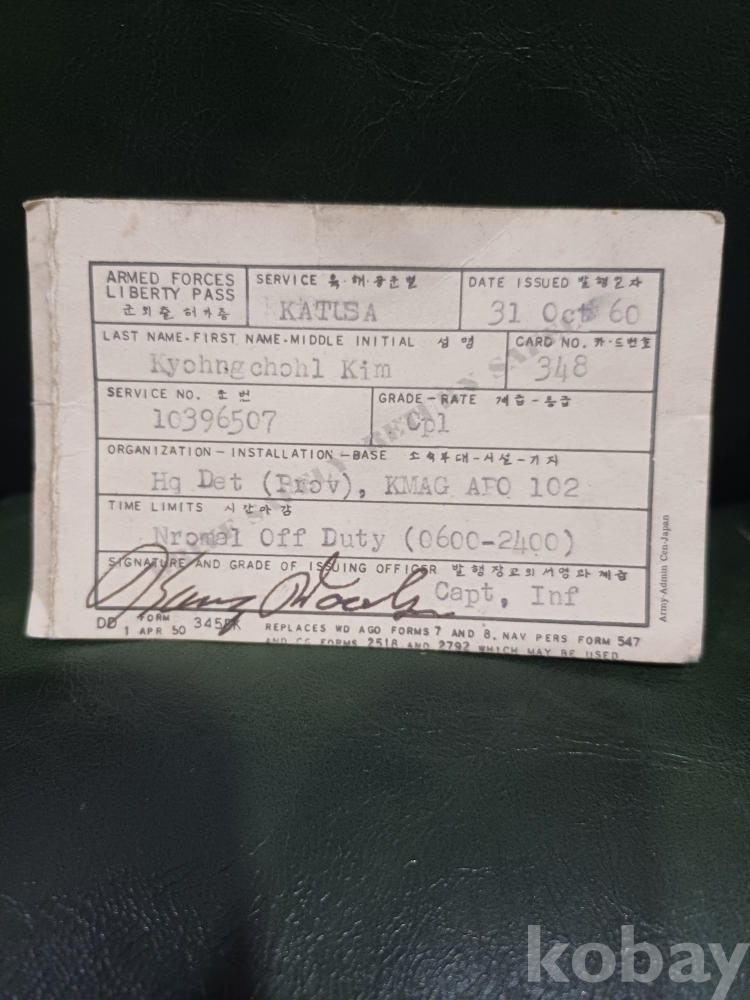 ARMED FORCES
LIBERTY PASS
군 외 출 허 가 증
SERVICE 육·해·공군별
KATUSA
DATE ISSUED 발행일자
31 Oct 60
LAST NAME-FIRST NAME-MIDDLE INITIAL 성 명
Kyohngchohl Kim
CARD NO. 카-드번호
348
SERVICE NO. 군 번
10396507
GRADE-RATE 계급-등급
Cpl
ORGANIZATION-INSTALLATION-BASE 소속부대-시설-기지
Hq Det (Prov), KMAG APO 102
TIME LIMITS 시간마감
Nromal Off Duty (0600-2400)
SIGNATURE AND GRADE OF ISSUING OFFICER 발행장교의서명과계급
Capt, Inf
DD FORM 345
1 APR 50
REPLACES WD AGO FORMS 7 AND 8, NAV PERS FORM 547
AND CG FORMS 2518 AND 2792 WHICH MAY BE USED.
Army-Admin Cen-Japan
kobay